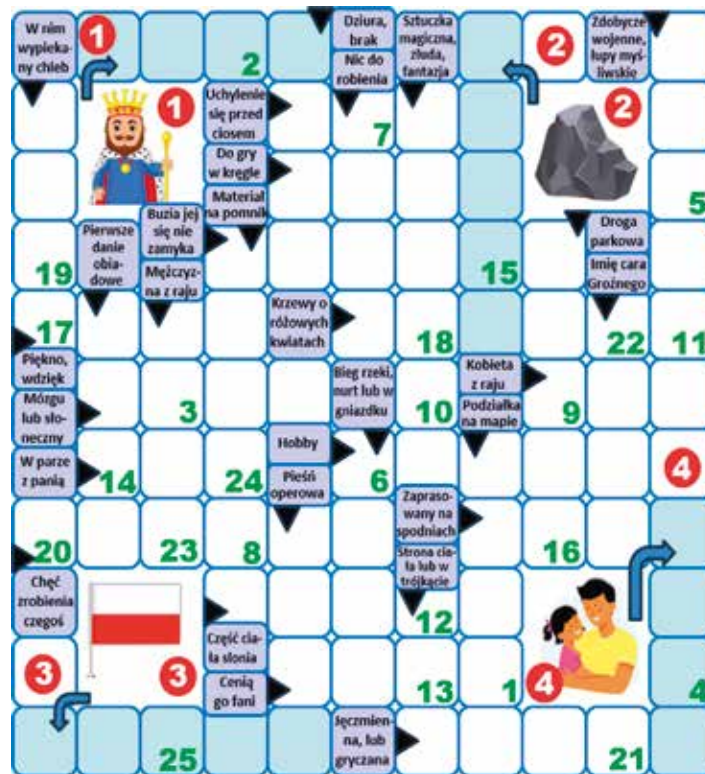 W nim
wypieka-
ny chleb
1
2
Dziura,
brak
Nic do
robienia
Sztuczka
magiczna,
złuda,
fantazja
2
Zdobycze
wojenne,
łupy myś-
liwskie
1
Uchylenie
się przed
ciosem
7
2
Do gry
w kręgle
Materiał
na pomnik
5
19
Pierwsze
danie
obia-
dowe
Buzia jej
się nie
zamyka
Mężczyz-
na z raju
15
Droga
parkowa
Imię cara
Groźnego
17
Krzewy o
różowych
kwiatach
18
22
11
Piękno,
wdzięk
Mózgu
lub sło-
neczny
3
Bieg rzeki,
nurt lub w
gniazdku
10
Kobieta
z raju
Podziałka
na mapie
9
W parze
z panią
14
24
Hobby
Pieśń
operowa
6
4
20
23
8
Zapraso-
wany na
spodniach
Strona cia-
ła lub w
trójkącie
16
Chęć
zrobienia
czegoś
12
3
3
Część cia-
ła słonia
Cenią
go fani
13
1
4
4
25
Jęczmien-
na, lub
gryczana
21